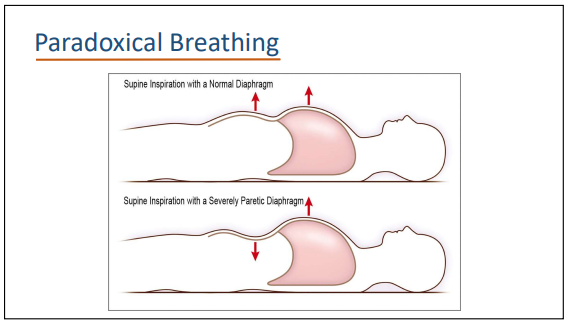 Paradoxical Breathing
Supine Inspiration with a Normal Diaphragm
Supine Inspiration with a Severely Paretic Diaphragm